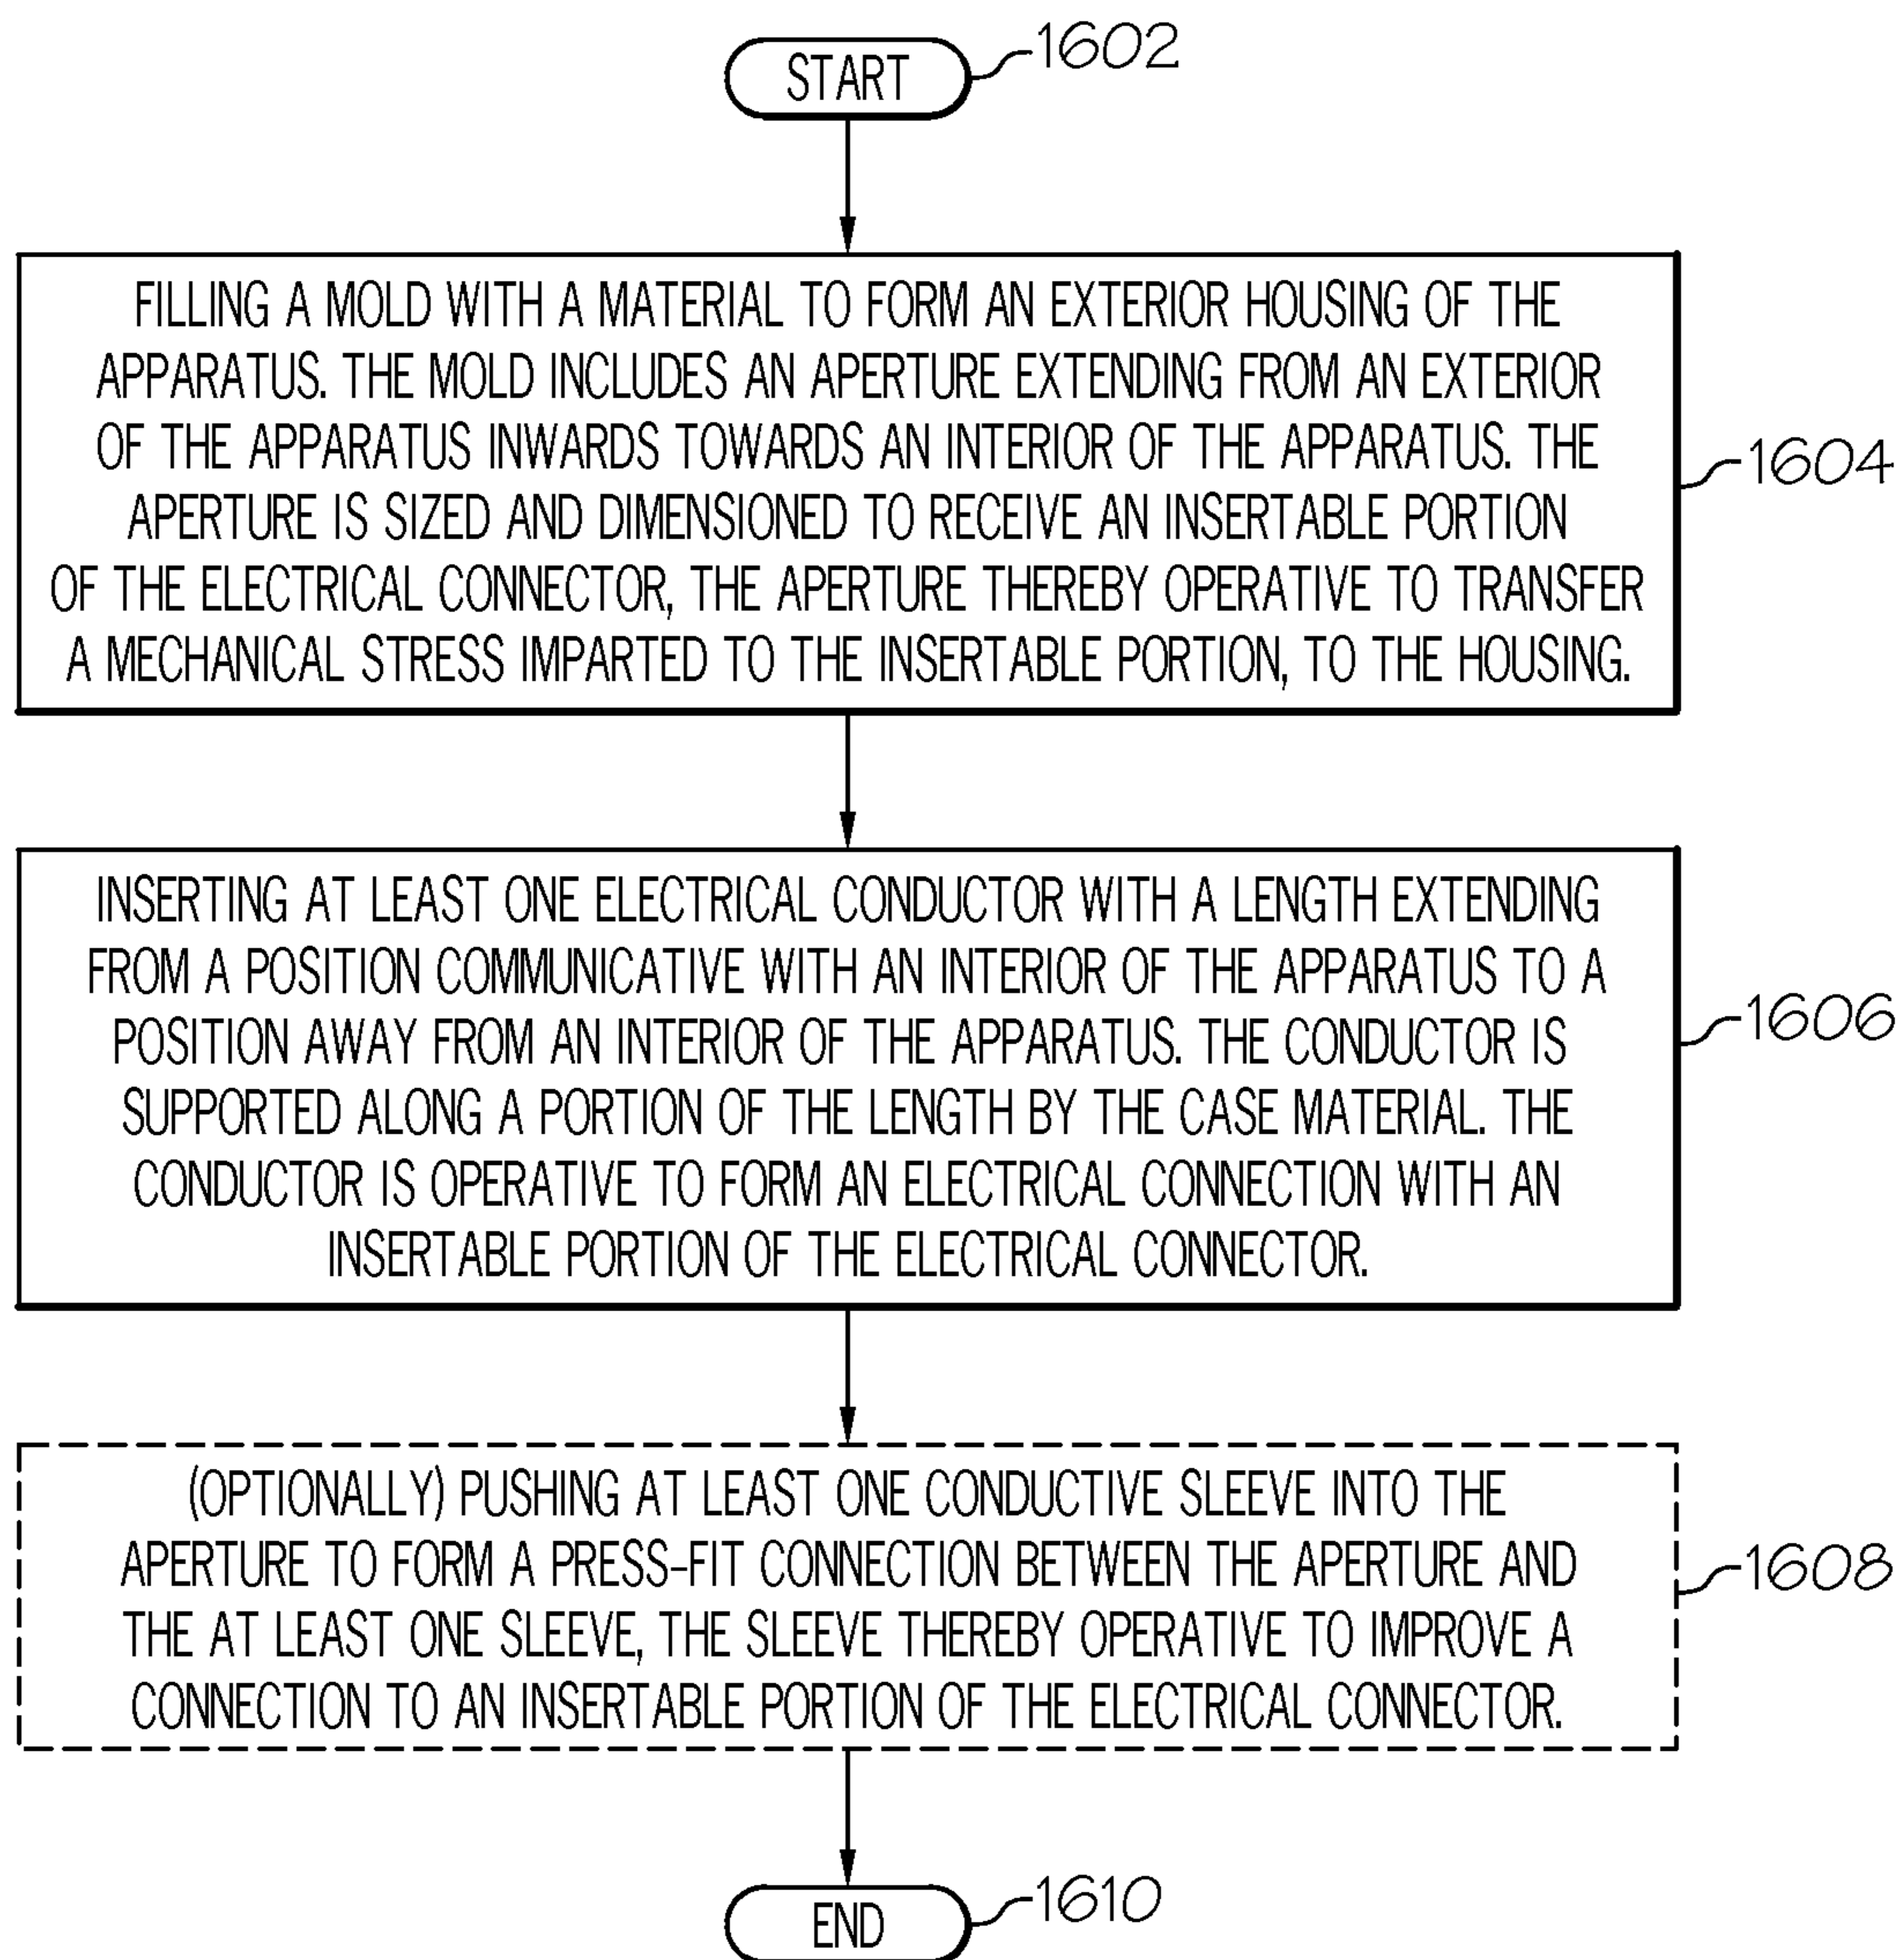 START
1602
FILLING A MOLD WITH A MATERIAL TO FORM AN EXTERIOR HOUSING OF THE
APPARATUS. THE MOLD INCLUDES AN APERTURE EXTENDING FROM AN EXTERIOR
OF THE APPARATUS INWARDS TOWARDS AN INTERIOR OF THE APPARATUS. THE
APERTURE IS SIZED AND DIMENSIONED TO RECEIVE AN INSERTABLE PORTION
OF THE ELECTRICAL CONNECTOR, THE APERTURE THEREBY OPERATIVE TO TRANSFER
A MECHANICAL STRESS IMPARTED TO THE INSERTABLE PORTION, TO THE HOUSING.
1604
INSERTING AT LEAST ONE ELECTRICAL CONDUCTOR WITH A LENGTH EXTENDING
FROM A POSITION COMMUNICATIVE WITH AN INTERIOR OF THE APPARATUS TO A
POSITION AWAY FROM AN INTERIOR OF THE APPARATUS. THE CONDUCTOR IS
SUPPORTED ALONG A PORTION OF THE LENGTH BY THE CASE MATERIAL. THE
CONDUCTOR IS OPERATIVE TO FORM AN ELECTRICAL CONNECTION WITH AN
INSERTABLE PORTION OF THE ELECTRICAL CONNECTOR.
1606
(OPTIONALLY) PUSHING AT LEAST ONE CONDUCTIVE SLEEVE INTO THE
APERTURE TO FORM A PRESS-FIT CONNECTION BETWEEN THE APERTURE AND
THE AT LEAST ONE SLEEVE, THE SLEEVE THEREBY OPERATIVE TO IMPROVE A
CONNECTION TO AN INSERTABLE PORTION OF THE ELECTRICAL CONNECTOR.
1608
END
1610